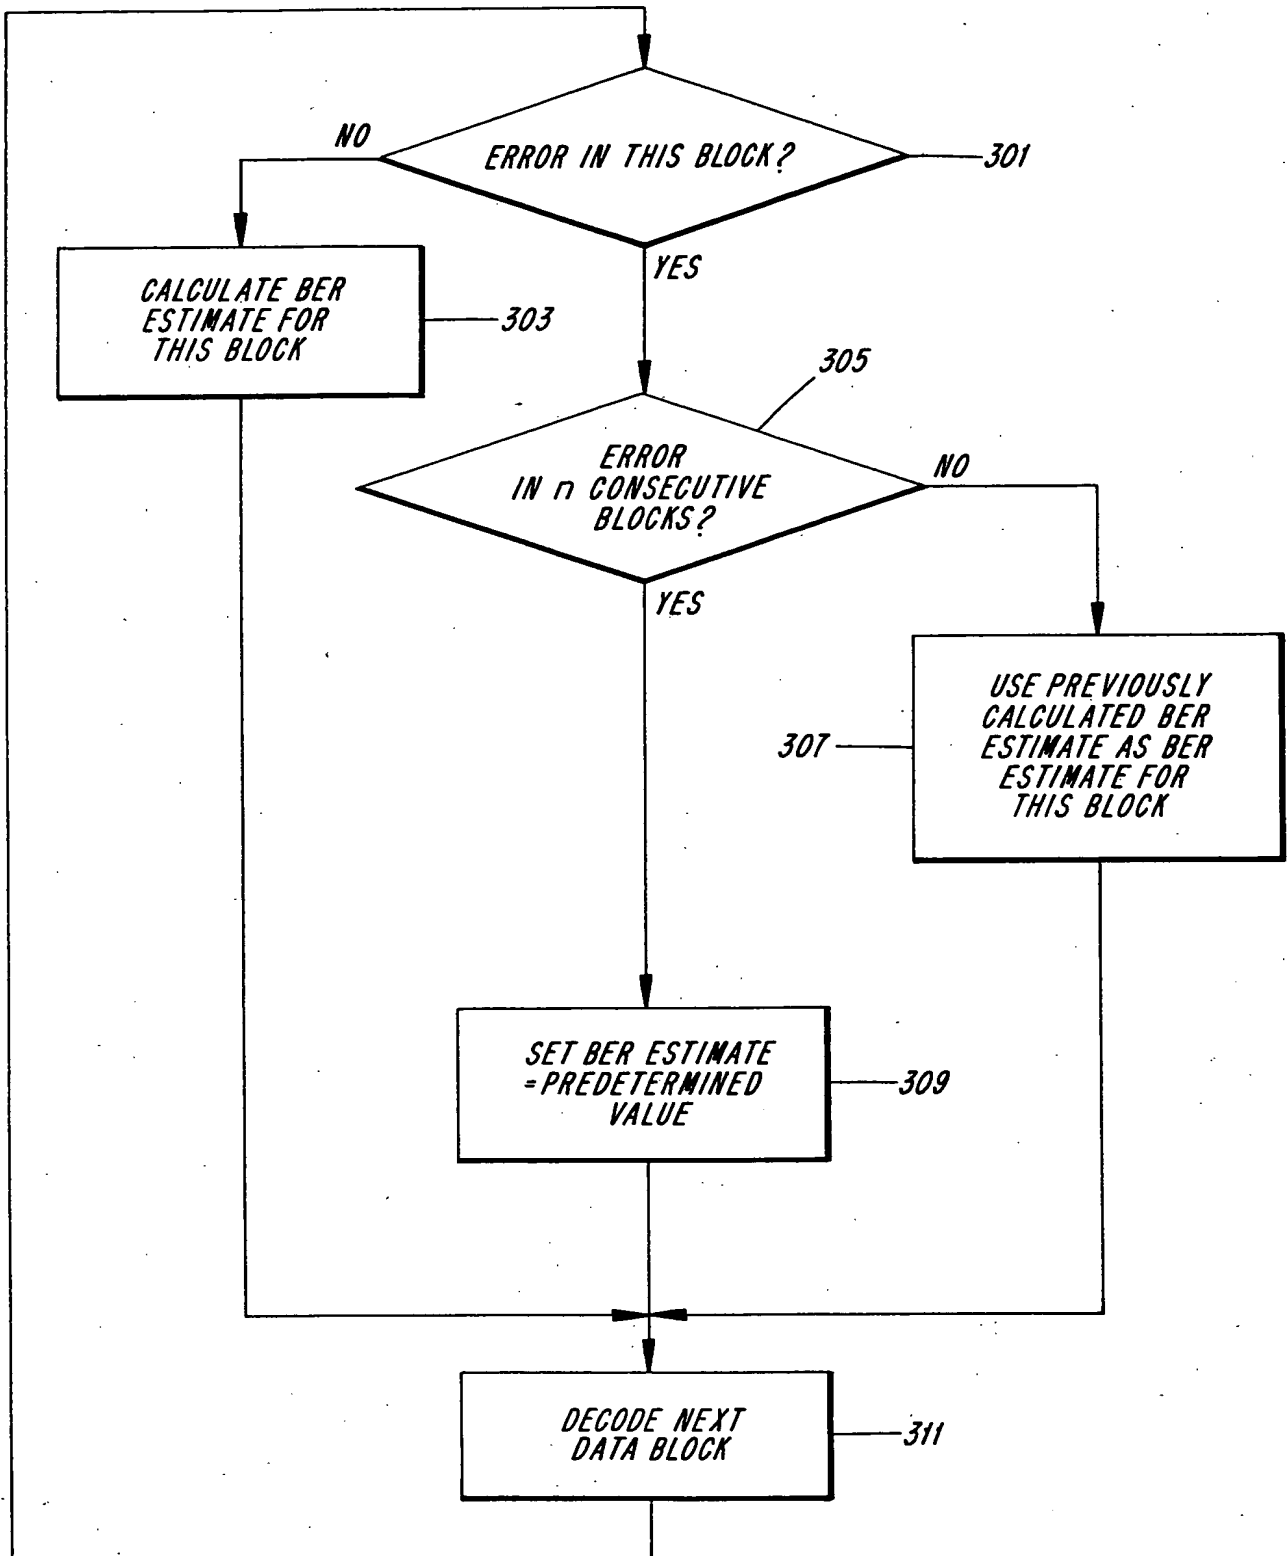 NO
ERROR IN THIS BLOCK?
301
YES
CALCULATE BER
ESTIMATE FOR
THIS BLOCK
303
305
ERROR
IN n CONSECUTIVE
BLOCKS?
NO
YES
USE PREVIOUSLY
CALCULATED BER
ESTIMATE AS BER
ESTIMATE FOR
THIS BLOCK
307
SET BER ESTIMATE
=PREDETERMINED
VALUE
309
DECODE NEXT
DATA BLOCK
311